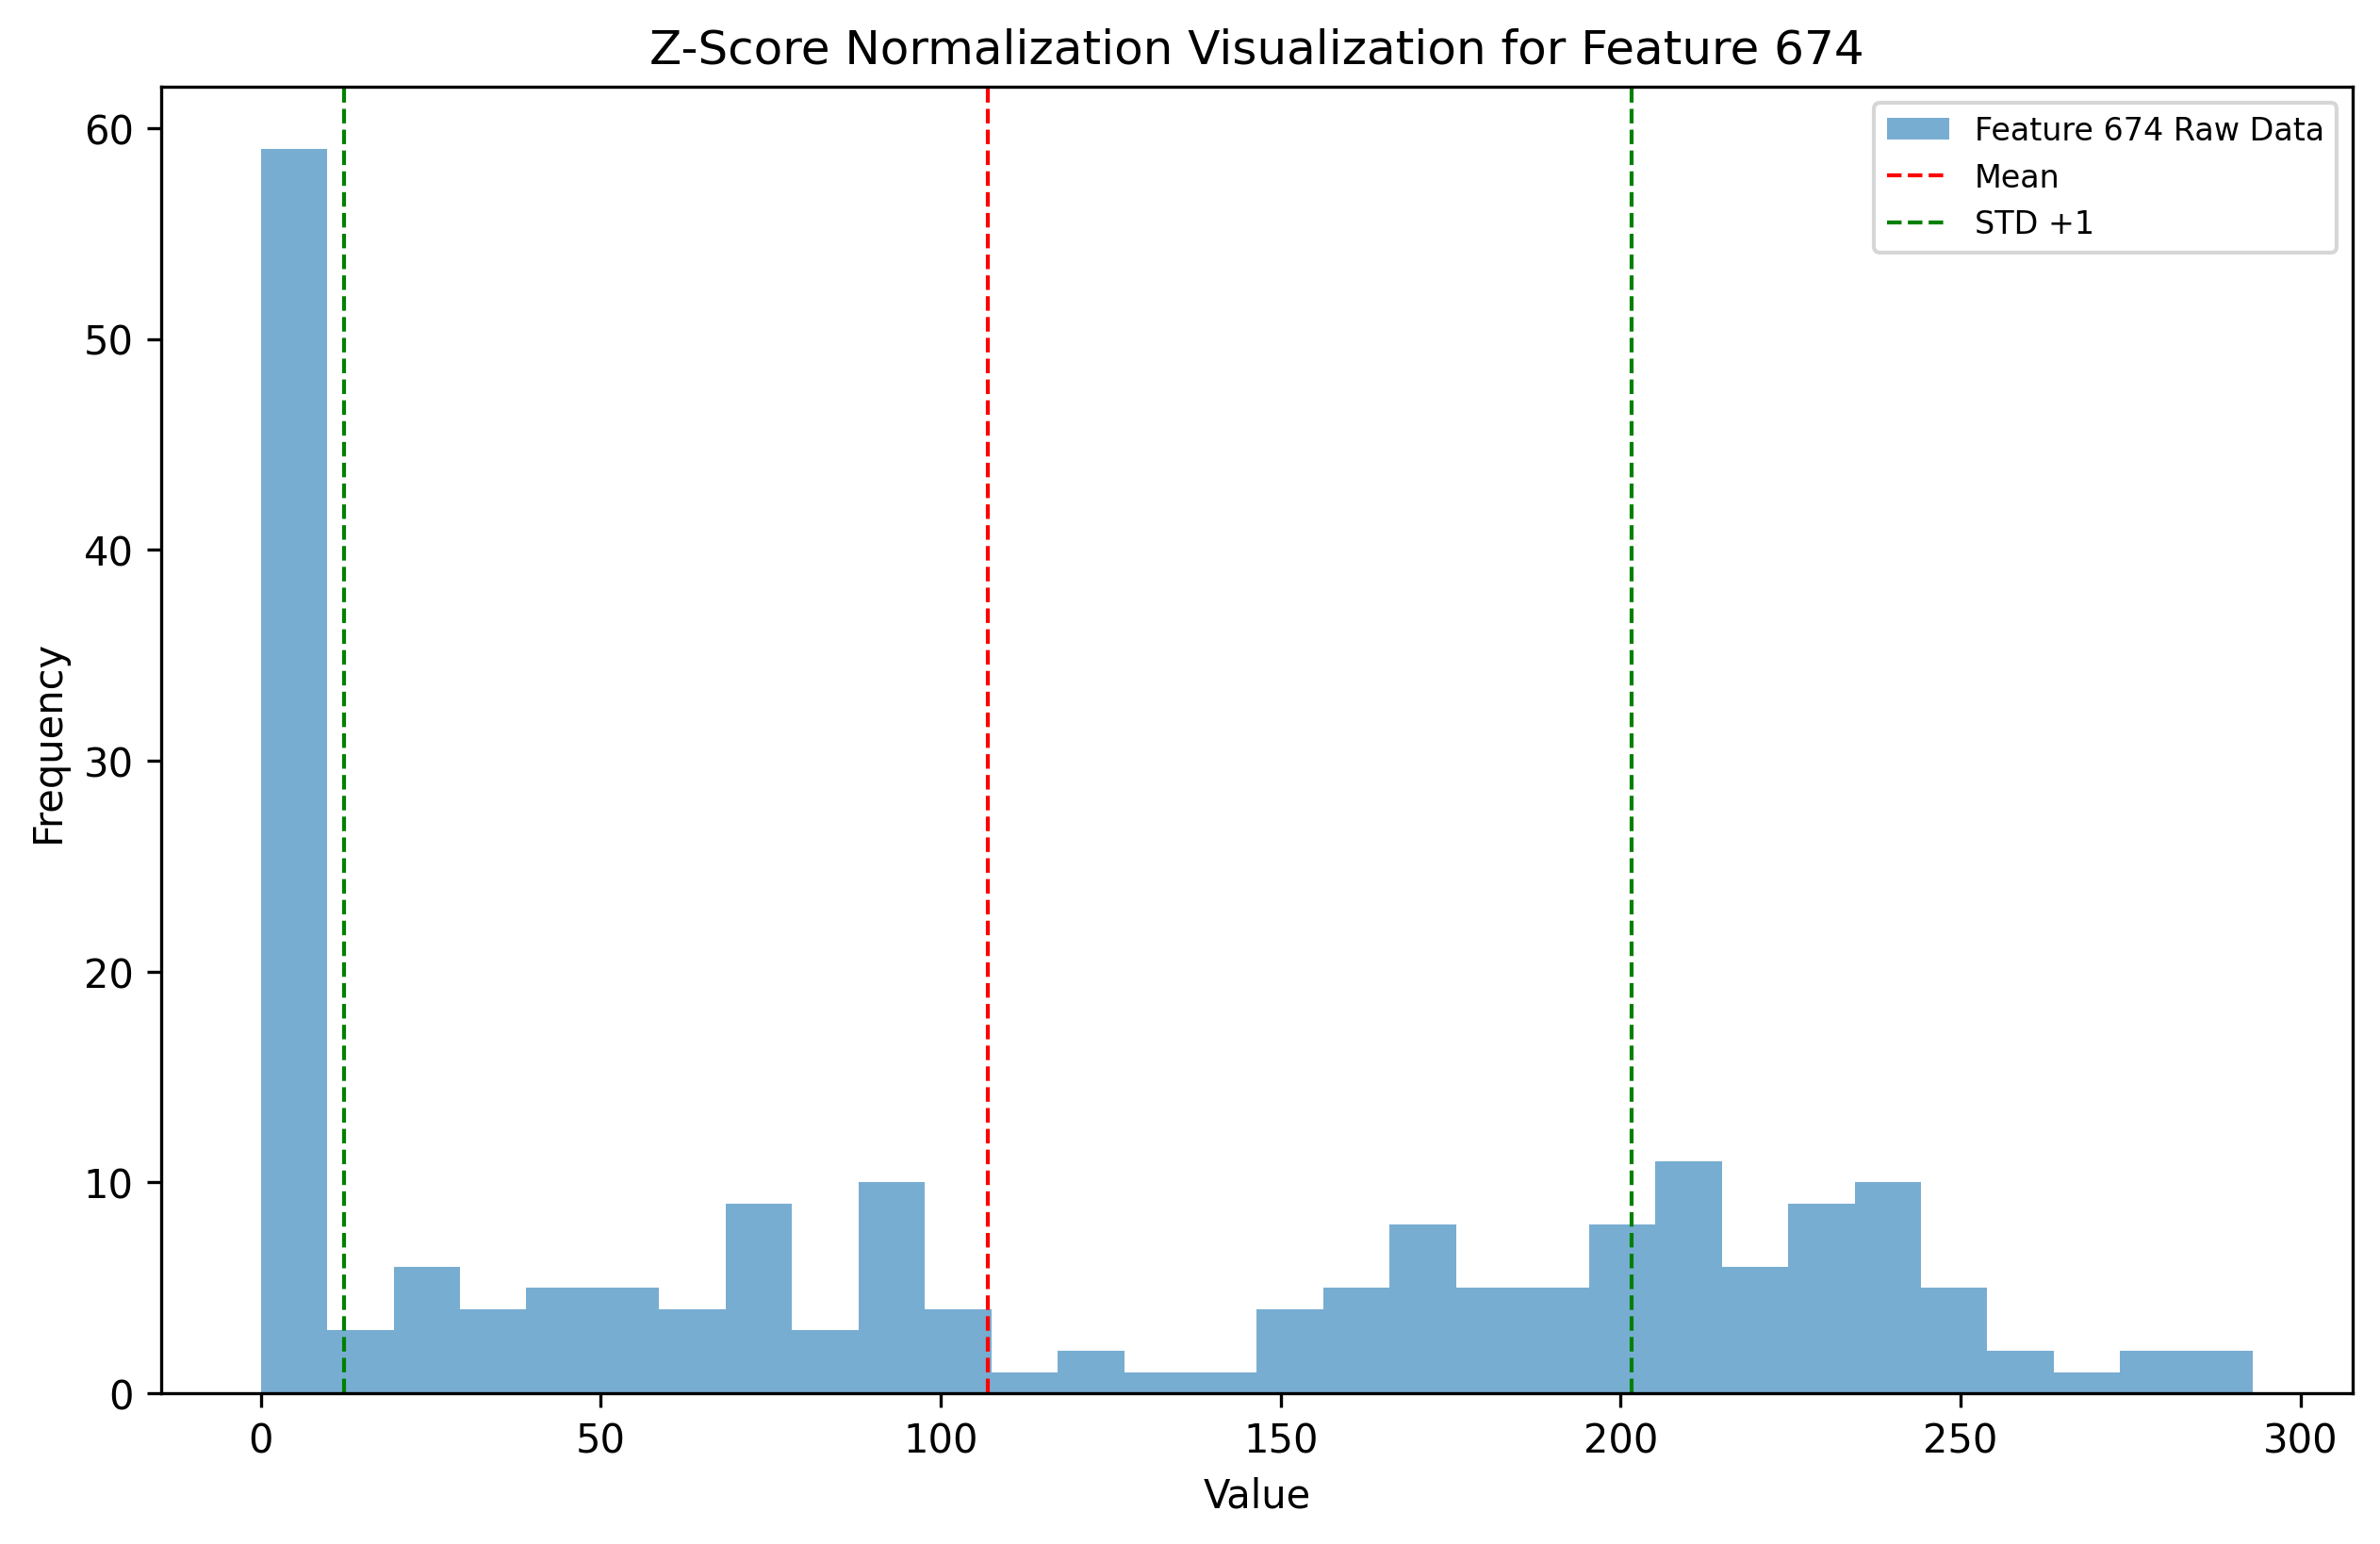 Z-Score Normalization Visualization for Feature 674
Feature 674 Raw Data
Mean
STD +1
60
50
40
30
20
10
0
Frequency
0 50 100 150 200 250 300
Value